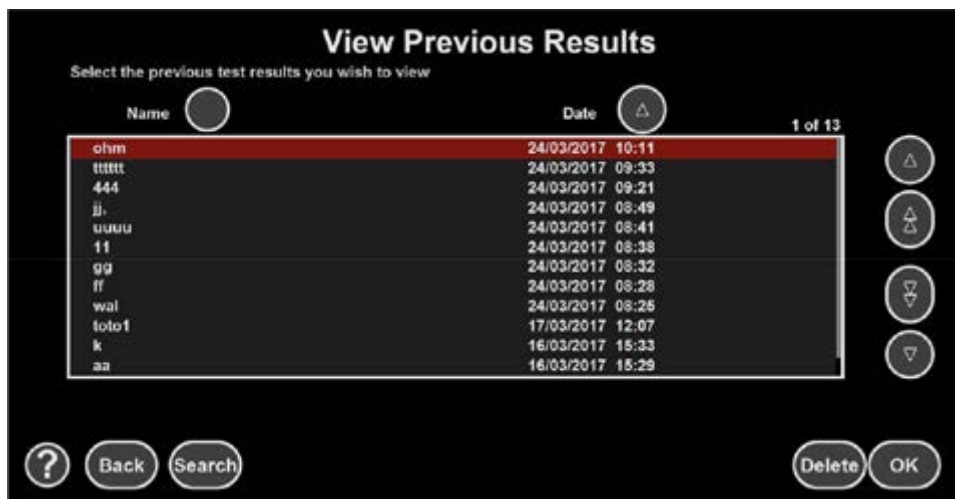 View Previous Results
Select the previous test results you wish to view
Name Date
1 of 13
ohm 24/03/2017 10:11
tttttt 24/03/2017 09:33
444 24/03/2017 09:21
jj, 24/03/2017 08:49
uuuu 24/03/2017 08:41
11 24/03/2017 08:38
gg 24/03/2017 08:32
ff 24/03/2017 08:28
wal 24/03/2017 08:25
toto1 17/03/2017 12:07
k 16/03/2017 15:33
aa 16/03/2017 15:29
? Back Search Delete OK